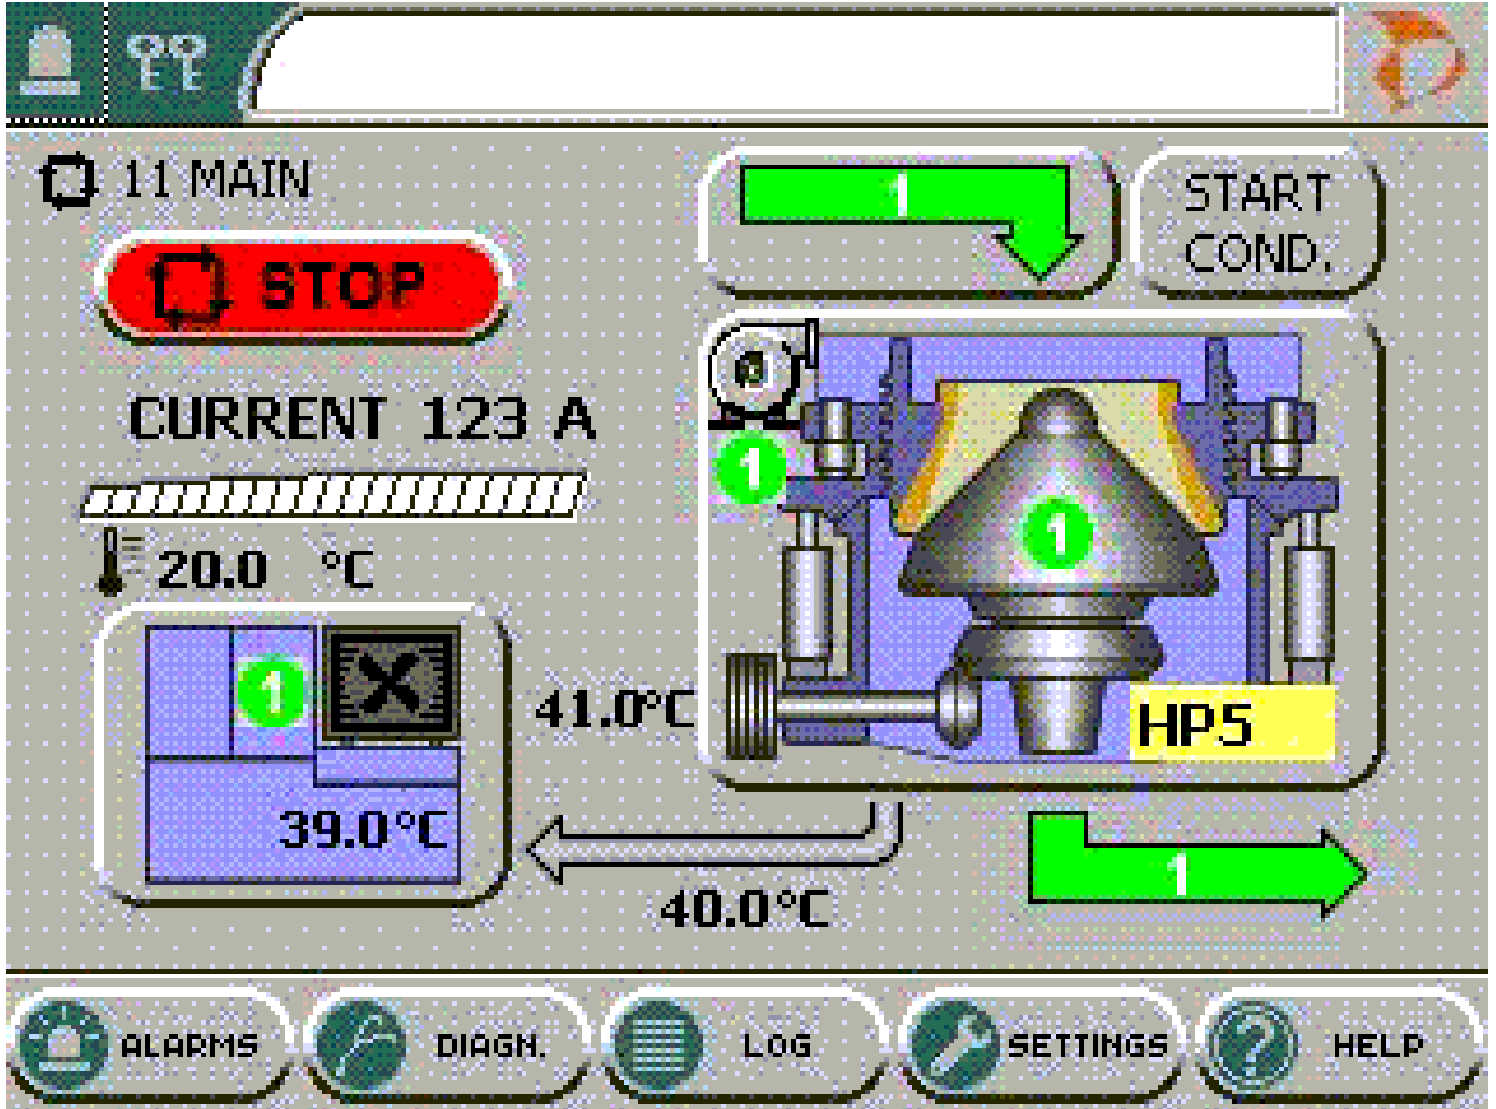 11 MAIN
1
START
COND.
STOP
CURRENT 123 A
1
1
20.0 °C
1
41.0°C
HP5
39.0°C
1
40.0°C
ALARMS
DIAGN.
LOG
SETTINGS
HELP